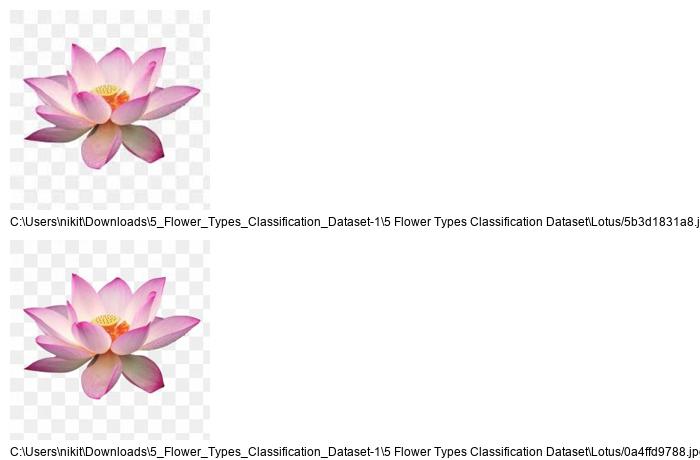 C:\Users\nikit\Downloads\5_Flower_Types_Classification_Dataset-1\5 Flower Types Classification Dataset\Lotus/5b3d1831a8.j
C:\Users\nikit\Downloads\5_Flower_Types_Classification_Dataset-1\5 Flower Types Classification Dataset\Lotus/0a4ffd9788.jp